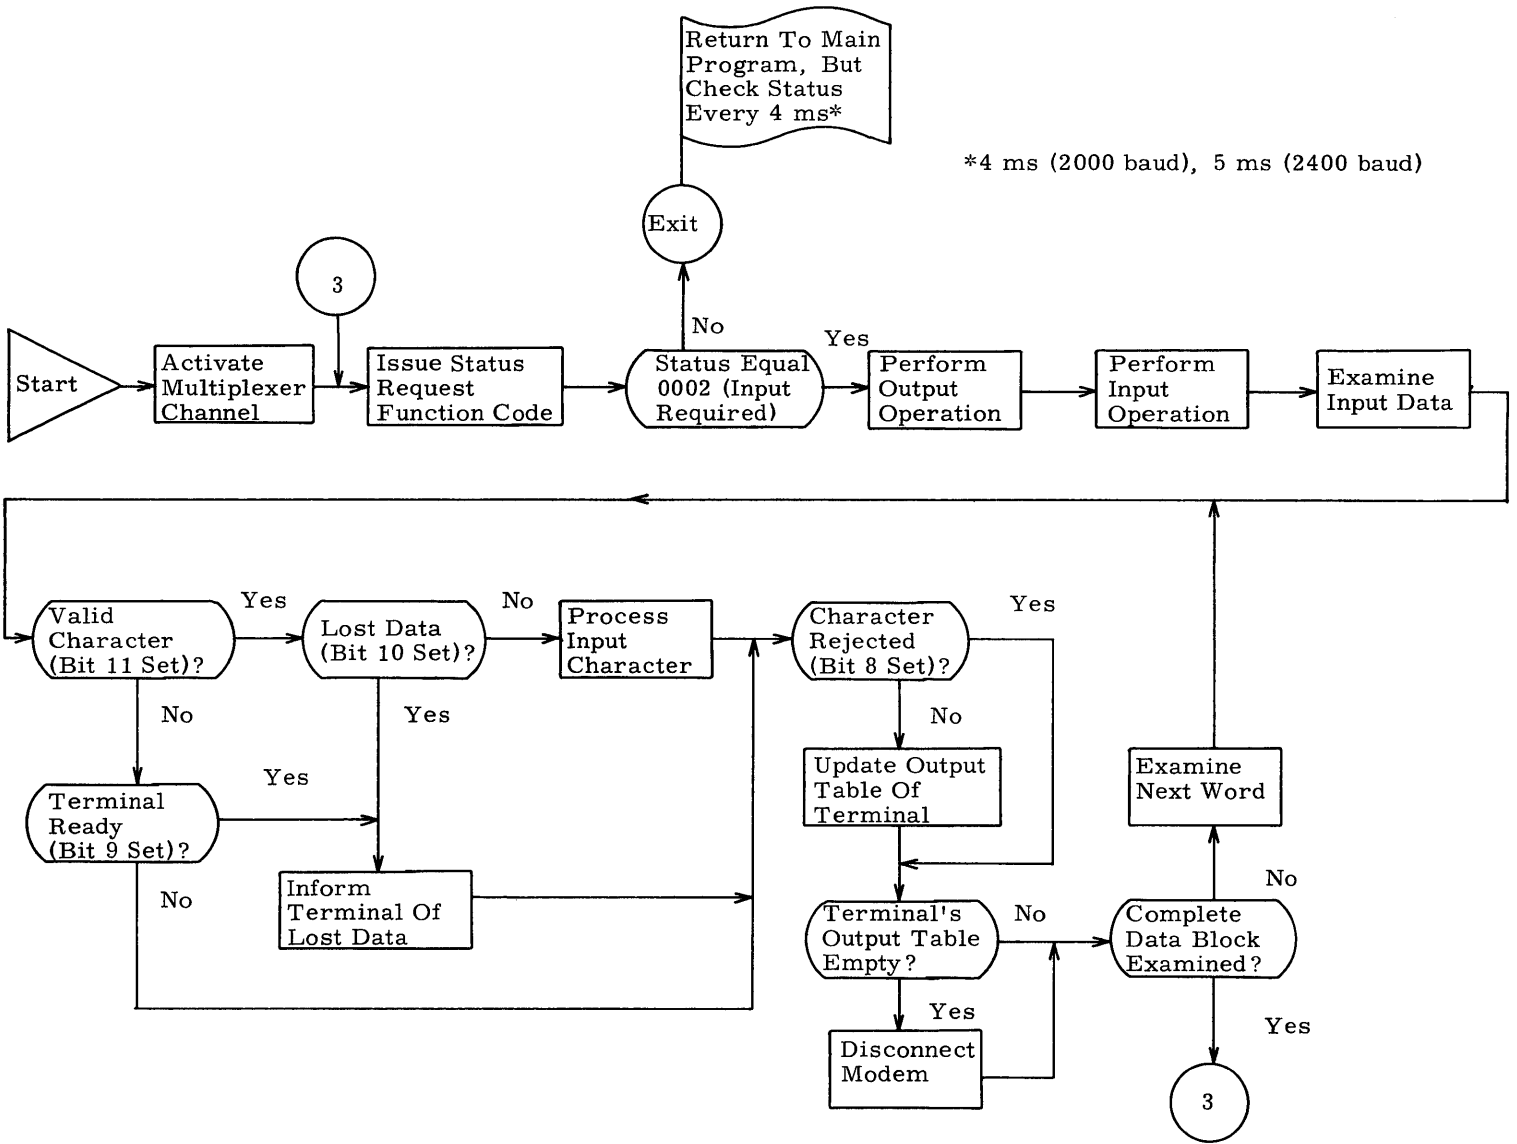 Return To Main
Program, But
Check Status
Every 4 ms*
*4 ms (2000 baud), 5 ms (2400 baud)
Exit
3
No
Yes
Start
Activate
Multiplexer
Channel
Issue Status
Request
Function Code
Status Equal
0002 (Input
Required)
Perform
Output
Operation
Perform
Input
Operation
Examine
Input Data
Valid
Character
(Bit 11 Set)?
Yes
Lost Data
(Bit 10 Set)?
No
Process
Input
Character
Character
Rejected
(Bit 8 Set)?
Yes
No
Yes
No
Terminal
Ready
(Bit 9 Set)?
Yes
Update Output
Table Of
Terminal
Examine
Next Word
No
Inform
Terminal Of
Lost Data
No
Terminal's
Output Table
Empty?
No
Complete
Data Block
Examined?
Yes
Yes
Disconnect
Modem
3